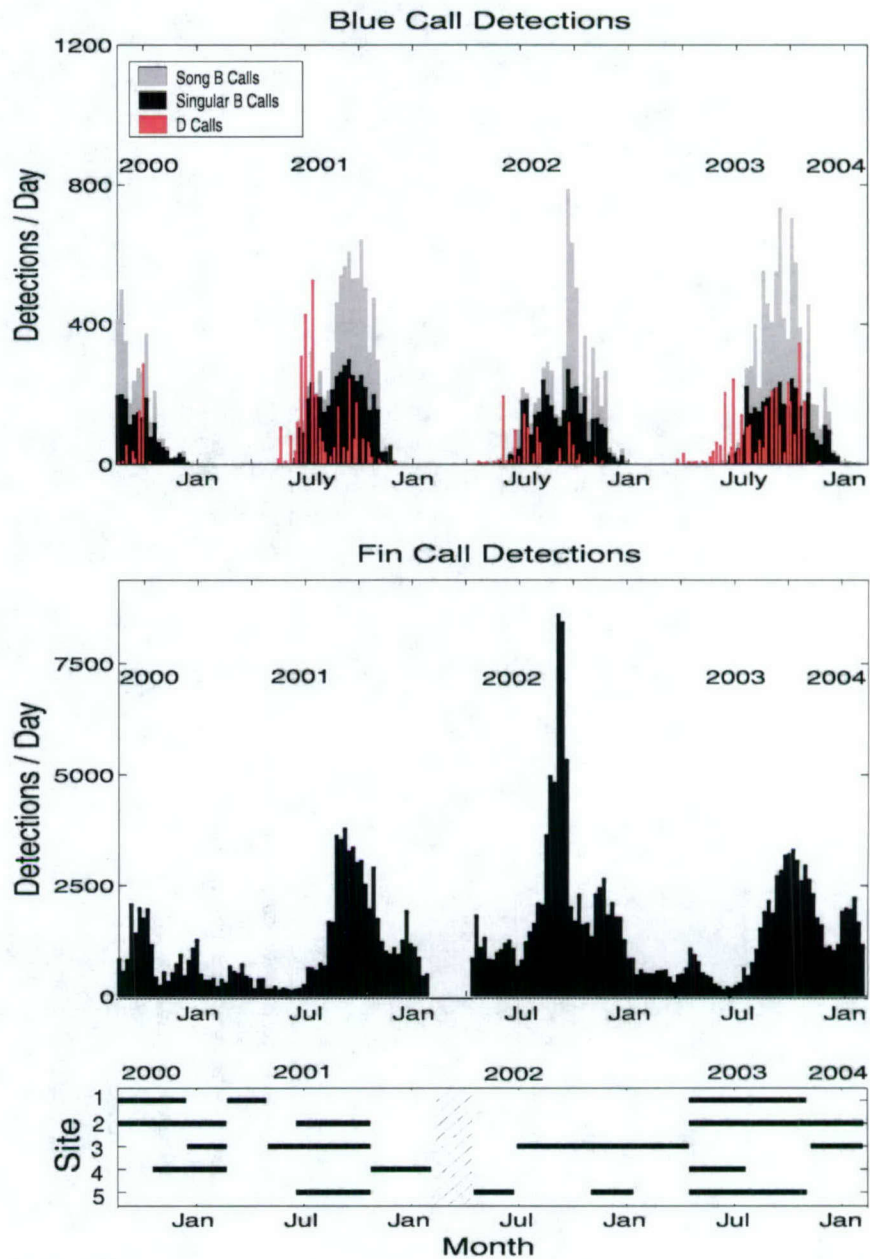 Blue Call Detections
1200
Song B Calls
Singular B Calls
D Calls
2000 2001 2002 2003 2004
800
400
0
Detections / Day
Jan July Jan July Jan July Jan
Fin Call Detections
7500
2000 2001 2002 2003 2004
5000
2500
0
Detections / Day
Jan Jul Jan Jul Jan Jul Jan
2000 2001 2002 2003 2004
Site
1
2
3
4
5
Jan Jul Jan Jul Jan Jul Jan
Month